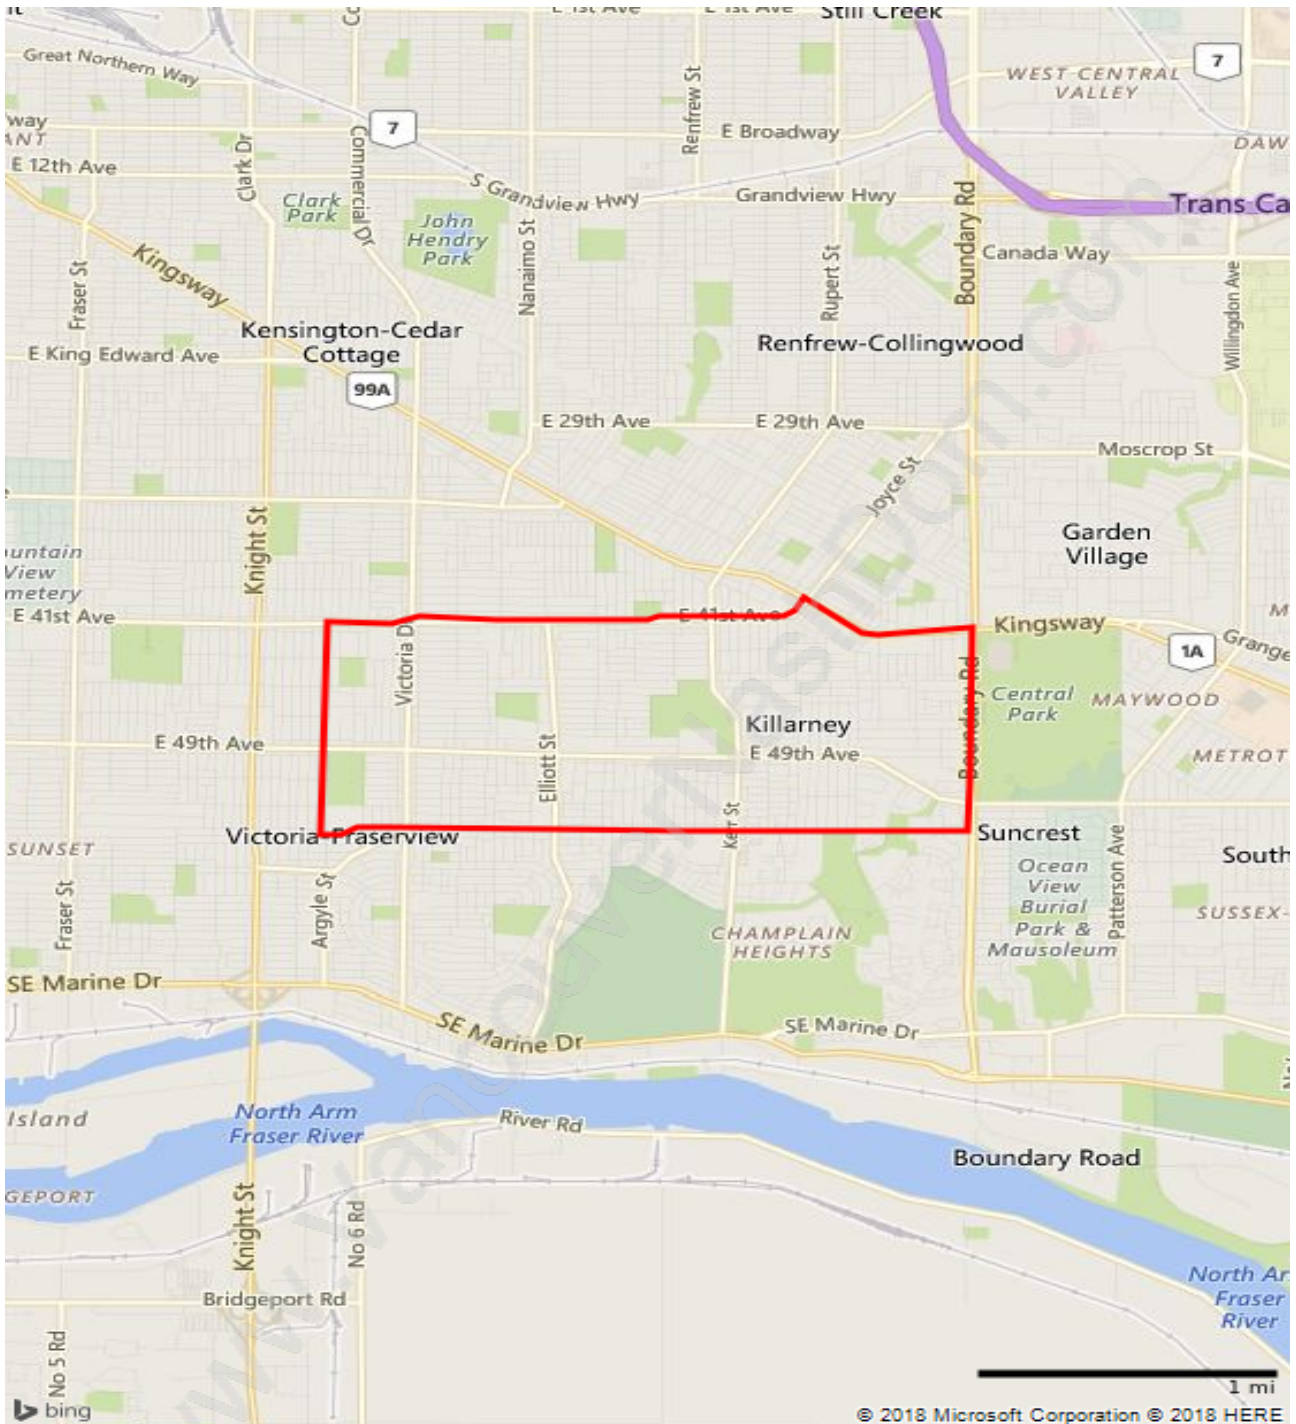 E 1st Ave
E 1st Ave
Still Creek
Great Northern Way
7
WEST CENTRAL
VALLEY
7
way
ANT
Clark Dr
Commercial Dr
Renfrew St
E Broadway
DAW
E 12th Ave
S Grandview Hwy
Grandview Hwy
Trans Ca
Clark
Park
John
Hendry
Park
Kingsway
Nanaimo St
Rupert St
Boundary Rd
Canada Way
Fraser St
Willingdon Ave
Kensington-Cedar
Cottage
Renfrew-Collingwood
E King Edward Ave
99A
E 29th Ave
E 29th Ave
Moscrop St
Joyce St
Knight St
Garden
Village
ountain
View
metery
E 41st Ave
E 41st Ave
Kingsway
1A
Grange
Victoria D
Boundary Rd
Central
Park
MAYWOOD
Killarney
E 49th Ave
E 49th Ave
METROT
Elliott St
Kerr St
Victoria-Fraserview
Suncrest
SUNSET
South
Ocean
View
Burial
Park &
Mausoleum
Patterson Ave
Fraser St
Argyle St
SUSSEX-
CHAMPLAIN
HEIGHTS
SE Marine Dr
SE Marine Dr
SE Marine Dr
Island
North Arm
Fraser River
River Rd
Boundary Road
GEPORT
Knight St
No 6 Rd
North Ar
Fraser
River
Bridgeport Rd
No 5 Rd
1 mi
bing
© 2018 Microsoft Corporation © 2018 HERE